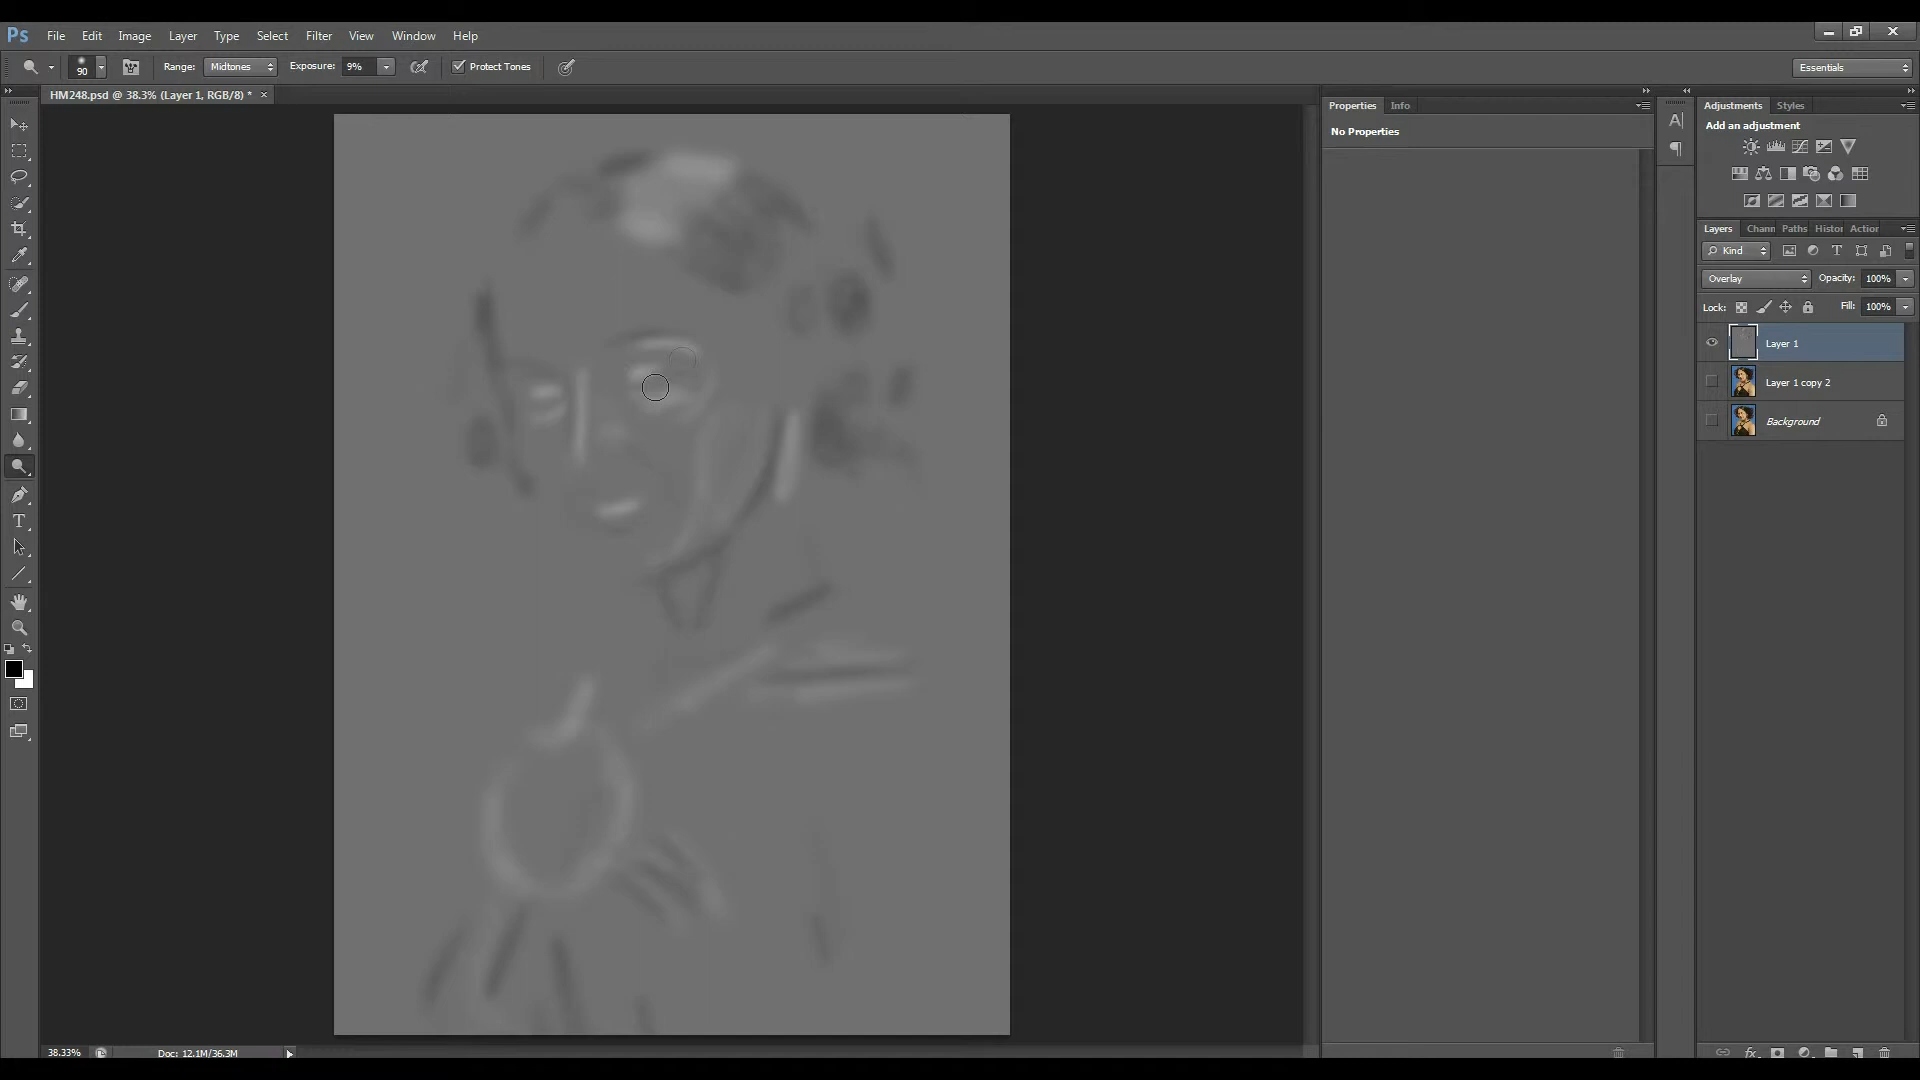 Ps File Edit Image Layer Type Select Filter View Window Help
90 Range: Midtones Exposure: 9% Protect Tones Essentials
HM248.psd @ 38.3% (Layer 1, RGB/8) * ×
Properties Info
No Properties
A
Adjustments Styles
Add an adjustment
Layers Chann Paths Histor Action
Kind
T
Overlay Opacity: 100%
Lock: Fill: 100%
Layer 1
Layer 1 copy 2
Background
T
38.33% Doc: 12.1M/36.3M
fx